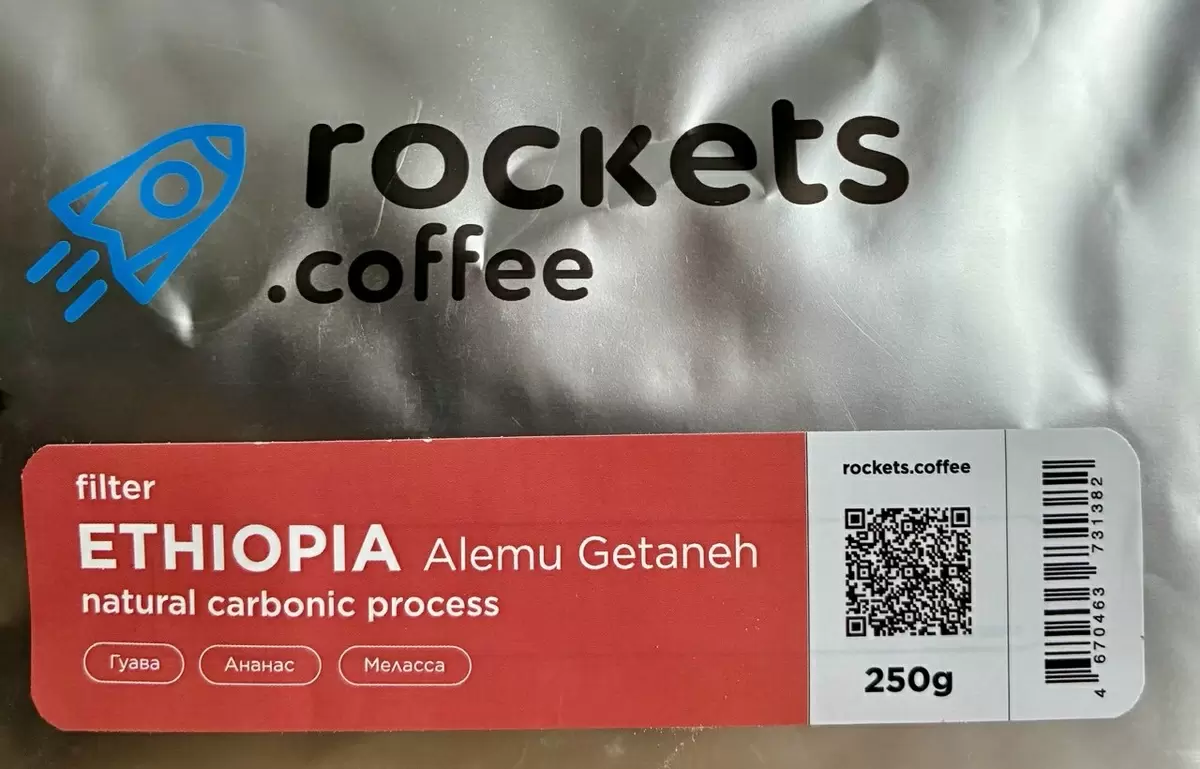 rockets
.coffee
filter
ETHIOPIA Alemu Getaneh
natural carbonic process
Гуава Ананас Меласса
rockets.coffee
250g
4 670463 731382